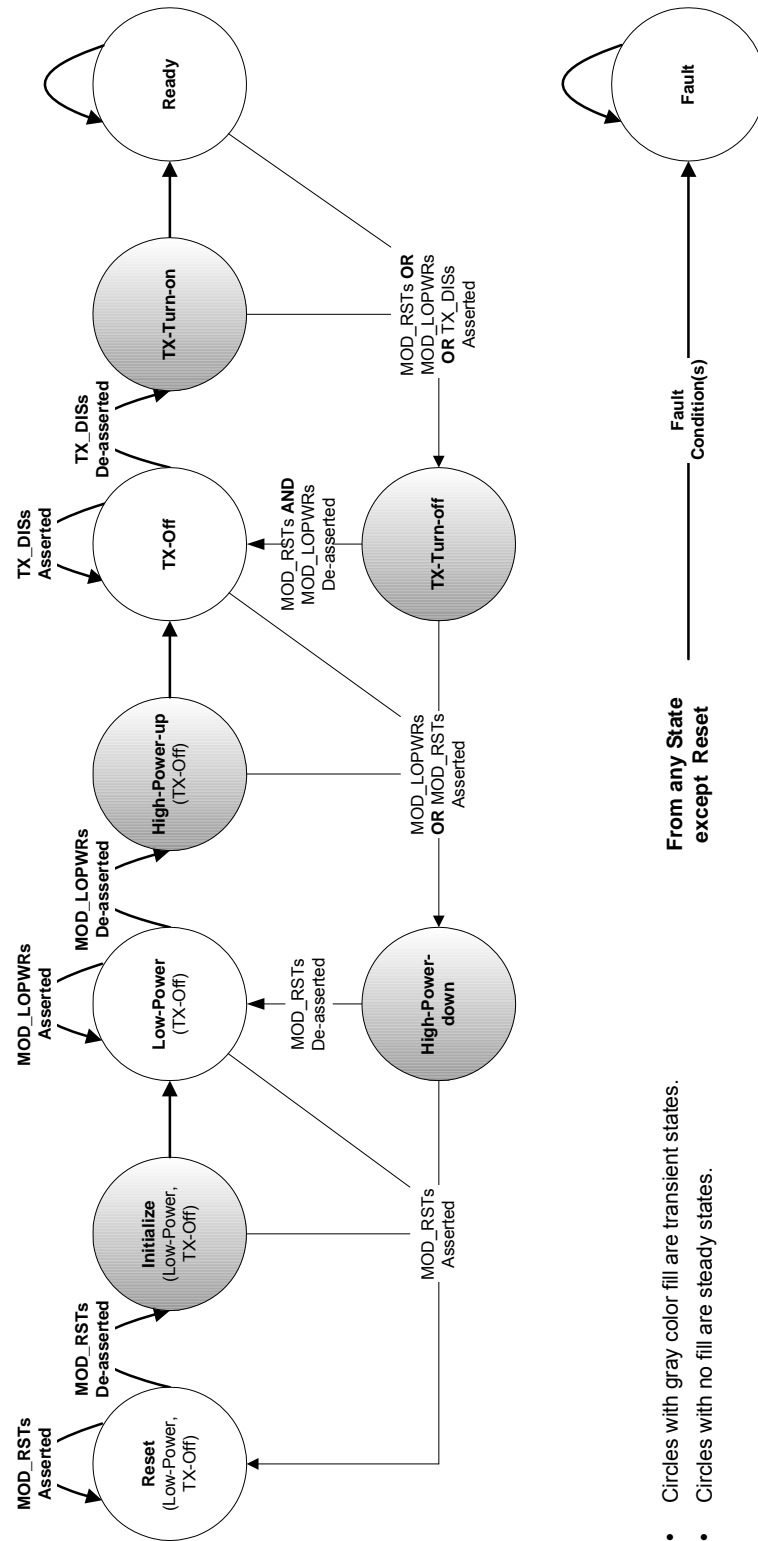 MOD_RSTs
Asserted
MOD_RSTs
De-asserted
MOD_LOPWRs
Asserted
MOD_LOPWRs
De-asserted
TX_DISs
Asserted
TX_DISs
De-asserted
Reset
(Low-Power,
TX-Off)
Initialize
(Low-Power,
TX-Off)
Low-Power
(TX-Off)
High-Power-up
(TX-Off)
TX-Off
TX-Turn-on
Ready
MOD_RSTs
De-asserted
MOD_RSTs AND
MOD_LOPWRs
De-asserted
MOD_RSTs
Asserted
High-Power-
down
MOD_LOPWRs
OR MOD_RSTs
Asserted
TX-Turn-off
MOD_RSTs OR
MOD_LOPWRs
OR TX_DISs
Asserted
• Circles with gray color fill are transient states.
• Circles with no fill are steady states.
From any State
except Reset
Fault
Condition(s)
Fault